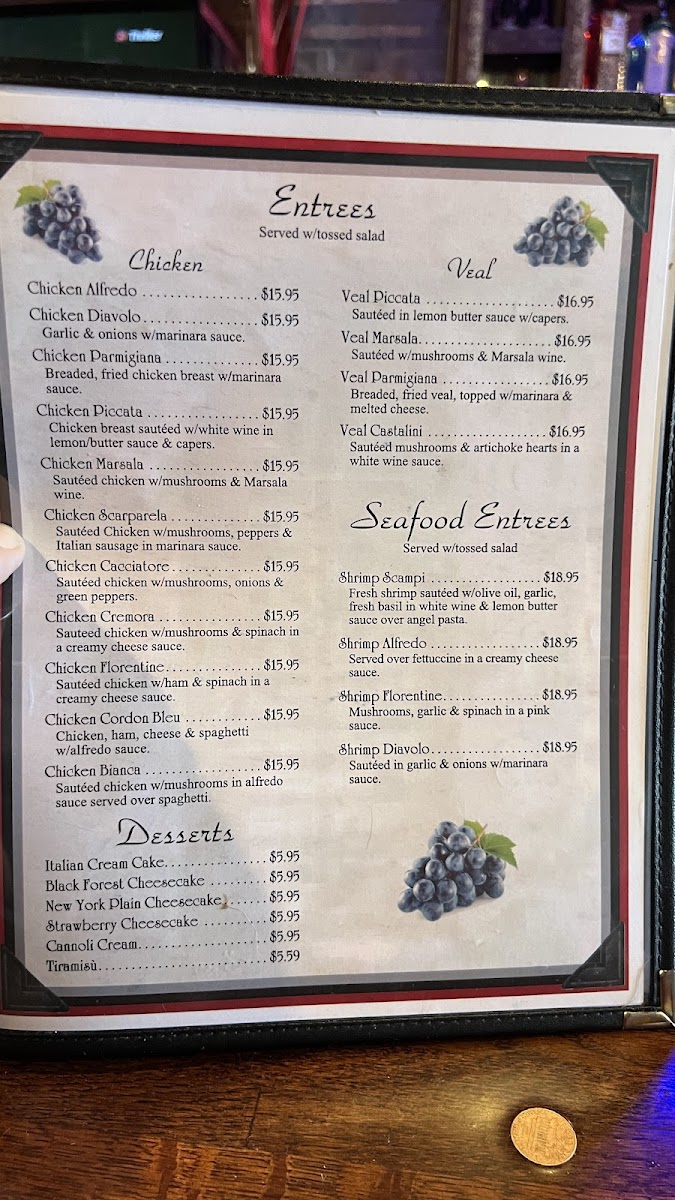 Thriller
Entrees
Served w/tossed salad
Chicken
Chicken Alfredo .................. $15.95
Chicken Diavolo .................. $15.95
Garlic & onions w/marinara sauce.
Chicken Parmigiana .............. $15.95
Breaded, fried chicken breast w/marinara
sauce.
Chicken Piccata ................. $15.95
Chicken breast sautéed w/white wine in
lemon/butter sauce & capers.
Chicken Marsala ................. $15.95
Sautéed chicken w/mushrooms & Marsala
wine.
Chicken Scarparela .............. $15.95
Sautéed Chicken w/mushrooms, peppers &
Italian sausage in marinara sauce.
Chicken Cacciatore .............. $15.95
Sautéed chicken w/mushrooms, onions &
green peppers.
Chicken Cremora ................ $15.95
Sauteed chicken w/mushrooms & spinach in
a creamy cheese sauce.
Chicken Florentine ............... $15.95
Sautéed chicken w/ham & spinach in a
creamy cheese sauce.
Chicken Cordon Bleu ............ $15.95
Chicken, ham, cheese & spaghetti
w/alfredo sauce.
Chicken Bianca .................. $15.95
Sautéed chicken w/mushrooms in alfredo
sauce served over spaghetti.
Desserts
Italian Cream Cake ................ $5.95
Black Forest Cheesecake ......... $5.95
New York Plain Cheesecake ...... $5.95
Strawberry Cheesecake .......... $5.95
Cannoli Cream .................... $5.95
Tiramisù .......................... $5.59
Veal
Veal Piccata .................... $16.95
Sautéed in lemon butter sauce w/capers.
Veal Marsala ..................... $16.95
Sautéed w/mushrooms & Marsala wine.
Veal Parmigiana ................. $16.95
Breaded, fried veal, topped w/marinara &
melted cheese.
Veal Castalini ................... $16.95
Sautéed mushrooms & artichoke hearts in a
white wine sauce.
Seafood Entrees
Served w/tossed salad
Shrimp Scampi ................. $18.95
Fresh shrimp sautéed w/olive oil, garlic,
fresh basil in white wine & lemon butter
sauce over angel pasta.
Shrimp Alfredo ................. $18.95
Served over fettuccine in a creamy cheese
sauce.
Shrimp Florentine ............... $18.95
Mushrooms, garlic & spinach in a pink
sauce.
Shrimp Diavolo ................. $18.95
Sautéed in garlic & onions w/marinara
sauce.